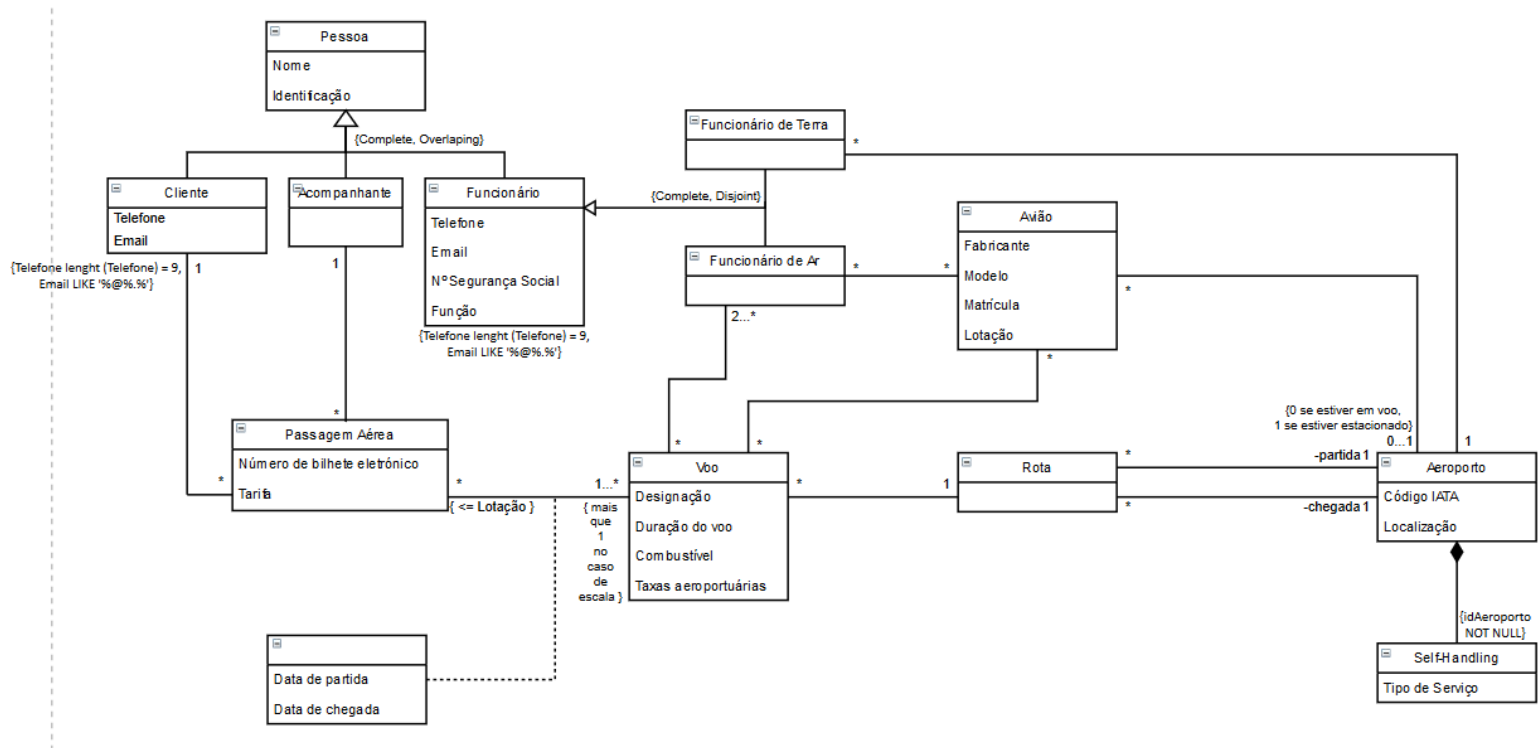 Pessoa
Nome
Identificação
{Complete, Overlaping}
Cliente
Telefone
Email
{Telefone lenght (Telefone) = 9,
Email LIKE '%@%.%'}
1
Acompanhante
1
Funcionário
Telefone
Email
NºSegurança Social
Função
{Telefone lenght (Telefone) = 9,
Email LIKE '%@%.%'}
{Complete, Disjoint}
Funcionário de Terra
*
Funcionário de Ar
*
*
2...*
Avião
Fabricante
Modelo
Matrícula
Lotação
*
*
{0 se estiver em voo,
1 se estiver estacionado}
0...1
1
*
*
Passagem Aérea
Número de bilhete eletrónico
Tarifa
*
{ <= Lotação }
1...*
{ mais
que
1
no
caso
de
escala }
*
*
Voo
Designação
Duração do voo
Combustível
Taxas aeroportuárias
*
1
Rota
*
-partida 1
*
-chegada 1
Aeroporto
Código IATA
Localização
{idAeroporto
NOT NULL}
Self-Handling
Tipo de Serviço
Data de partida
Data de chegada